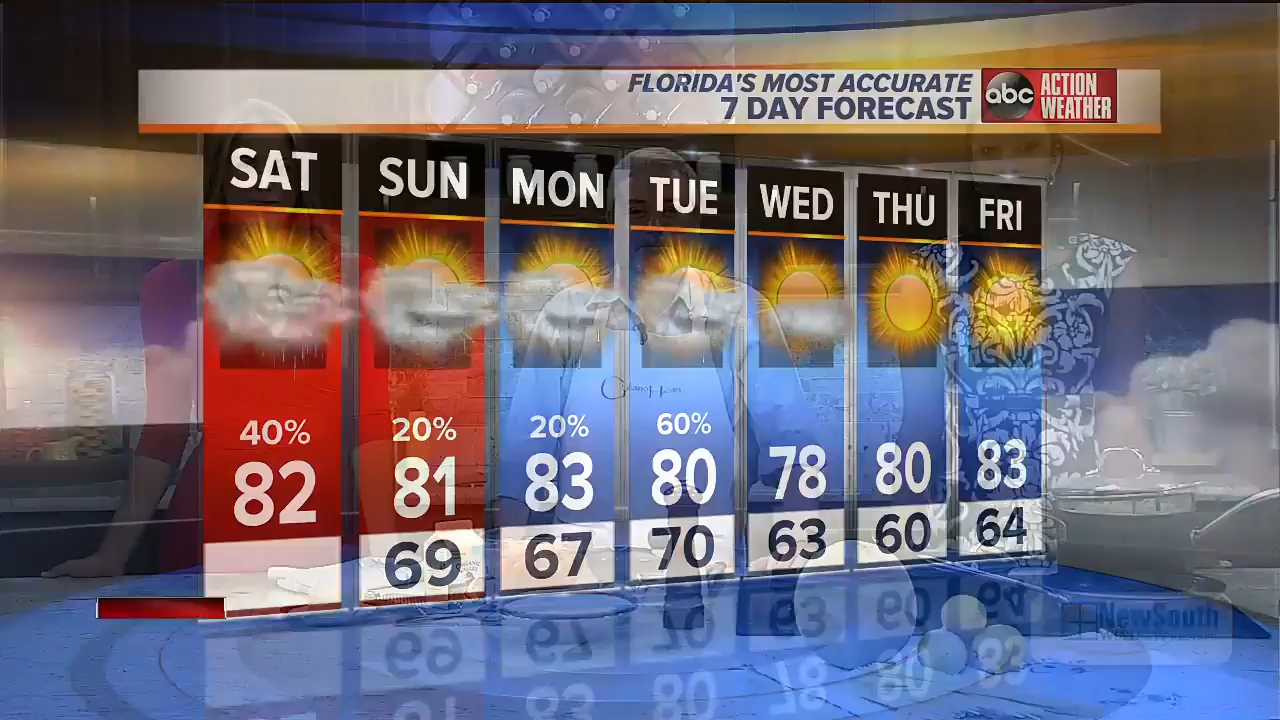 FLORIDA'S MOST ACCURATE
7 DAY FORECAST
abc ACTION WEATHER
SAT SUN MON TUE WED THU FRI
40% 20% 20% 60%
82 81 83 80 78 80 83
69 67 70 63 60 64
NewSouth